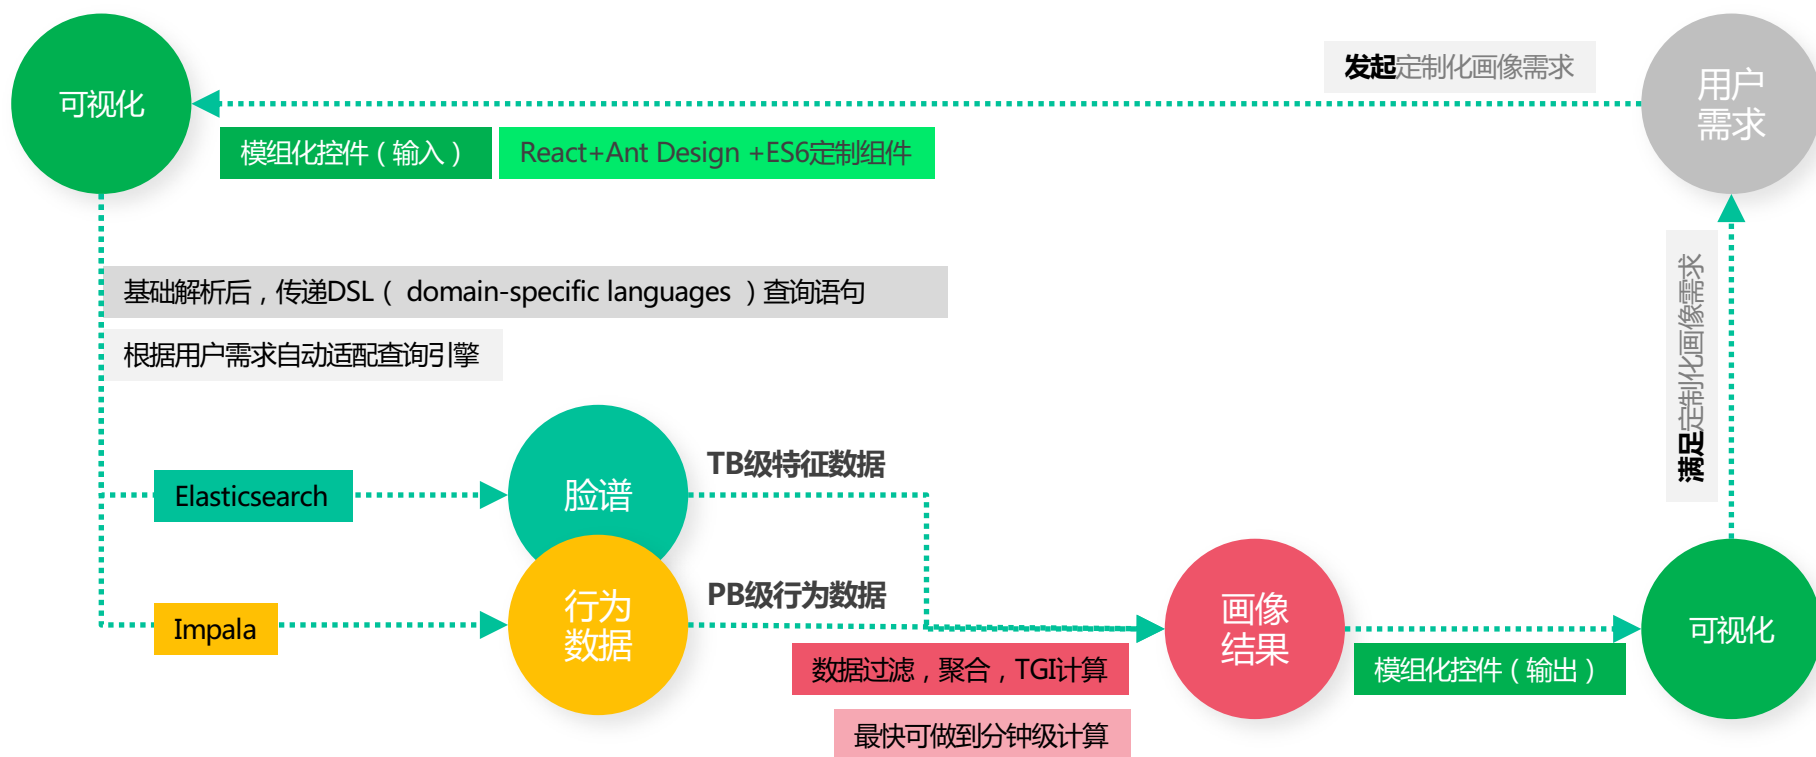 可视化
发起定制化画像需求
用户
需求
模组化控件（输入）
React+Ant Design +ES6定制组件
基础解析后，传递DSL（ domain-specific languages ）查询语句
根据用户需求自动适配查询引擎
满足定制化画像需求
Elasticsearch
脸谱
TB级特征数据
Impala
行为
数据
PB级行为数据
数据过滤，聚合，TGI计算
最快可做到分钟级计算
画像
结果
模组化控件（输出）
可视化